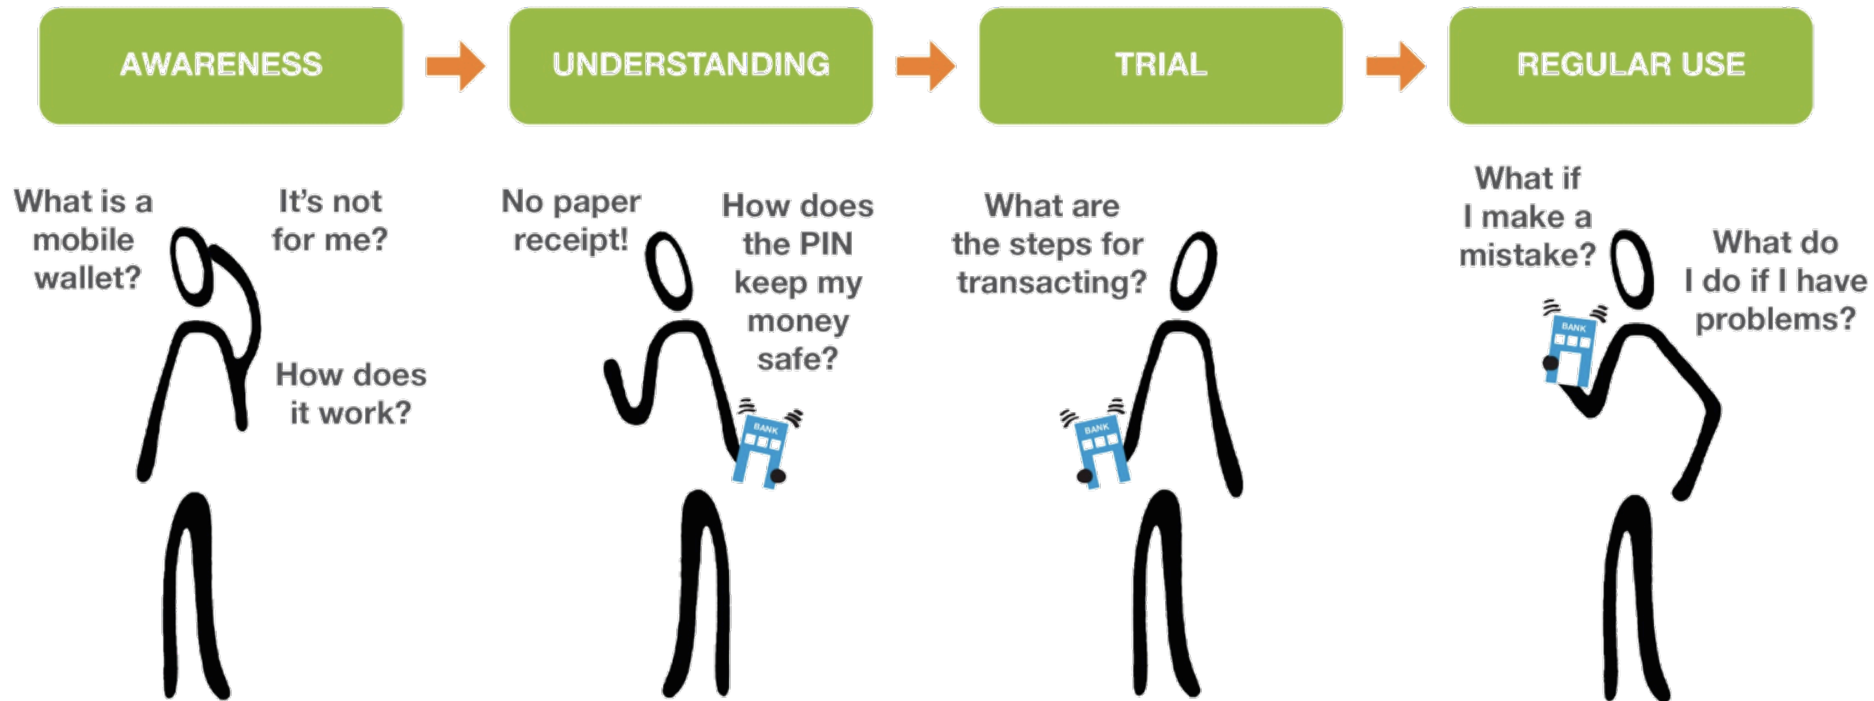 AWARENESS
UNDERSTANDING
TRIAL
REGULAR USE
What is a
mobile
wallet?
It's not
for me?
How does
it work?
No paper
receipt!
How does
the PIN
keep my
money
safe?
BANK
What are
the steps for
transacting?
BANK
What if
I make a
mistake?
What do
I do if I have
problems?
BANK